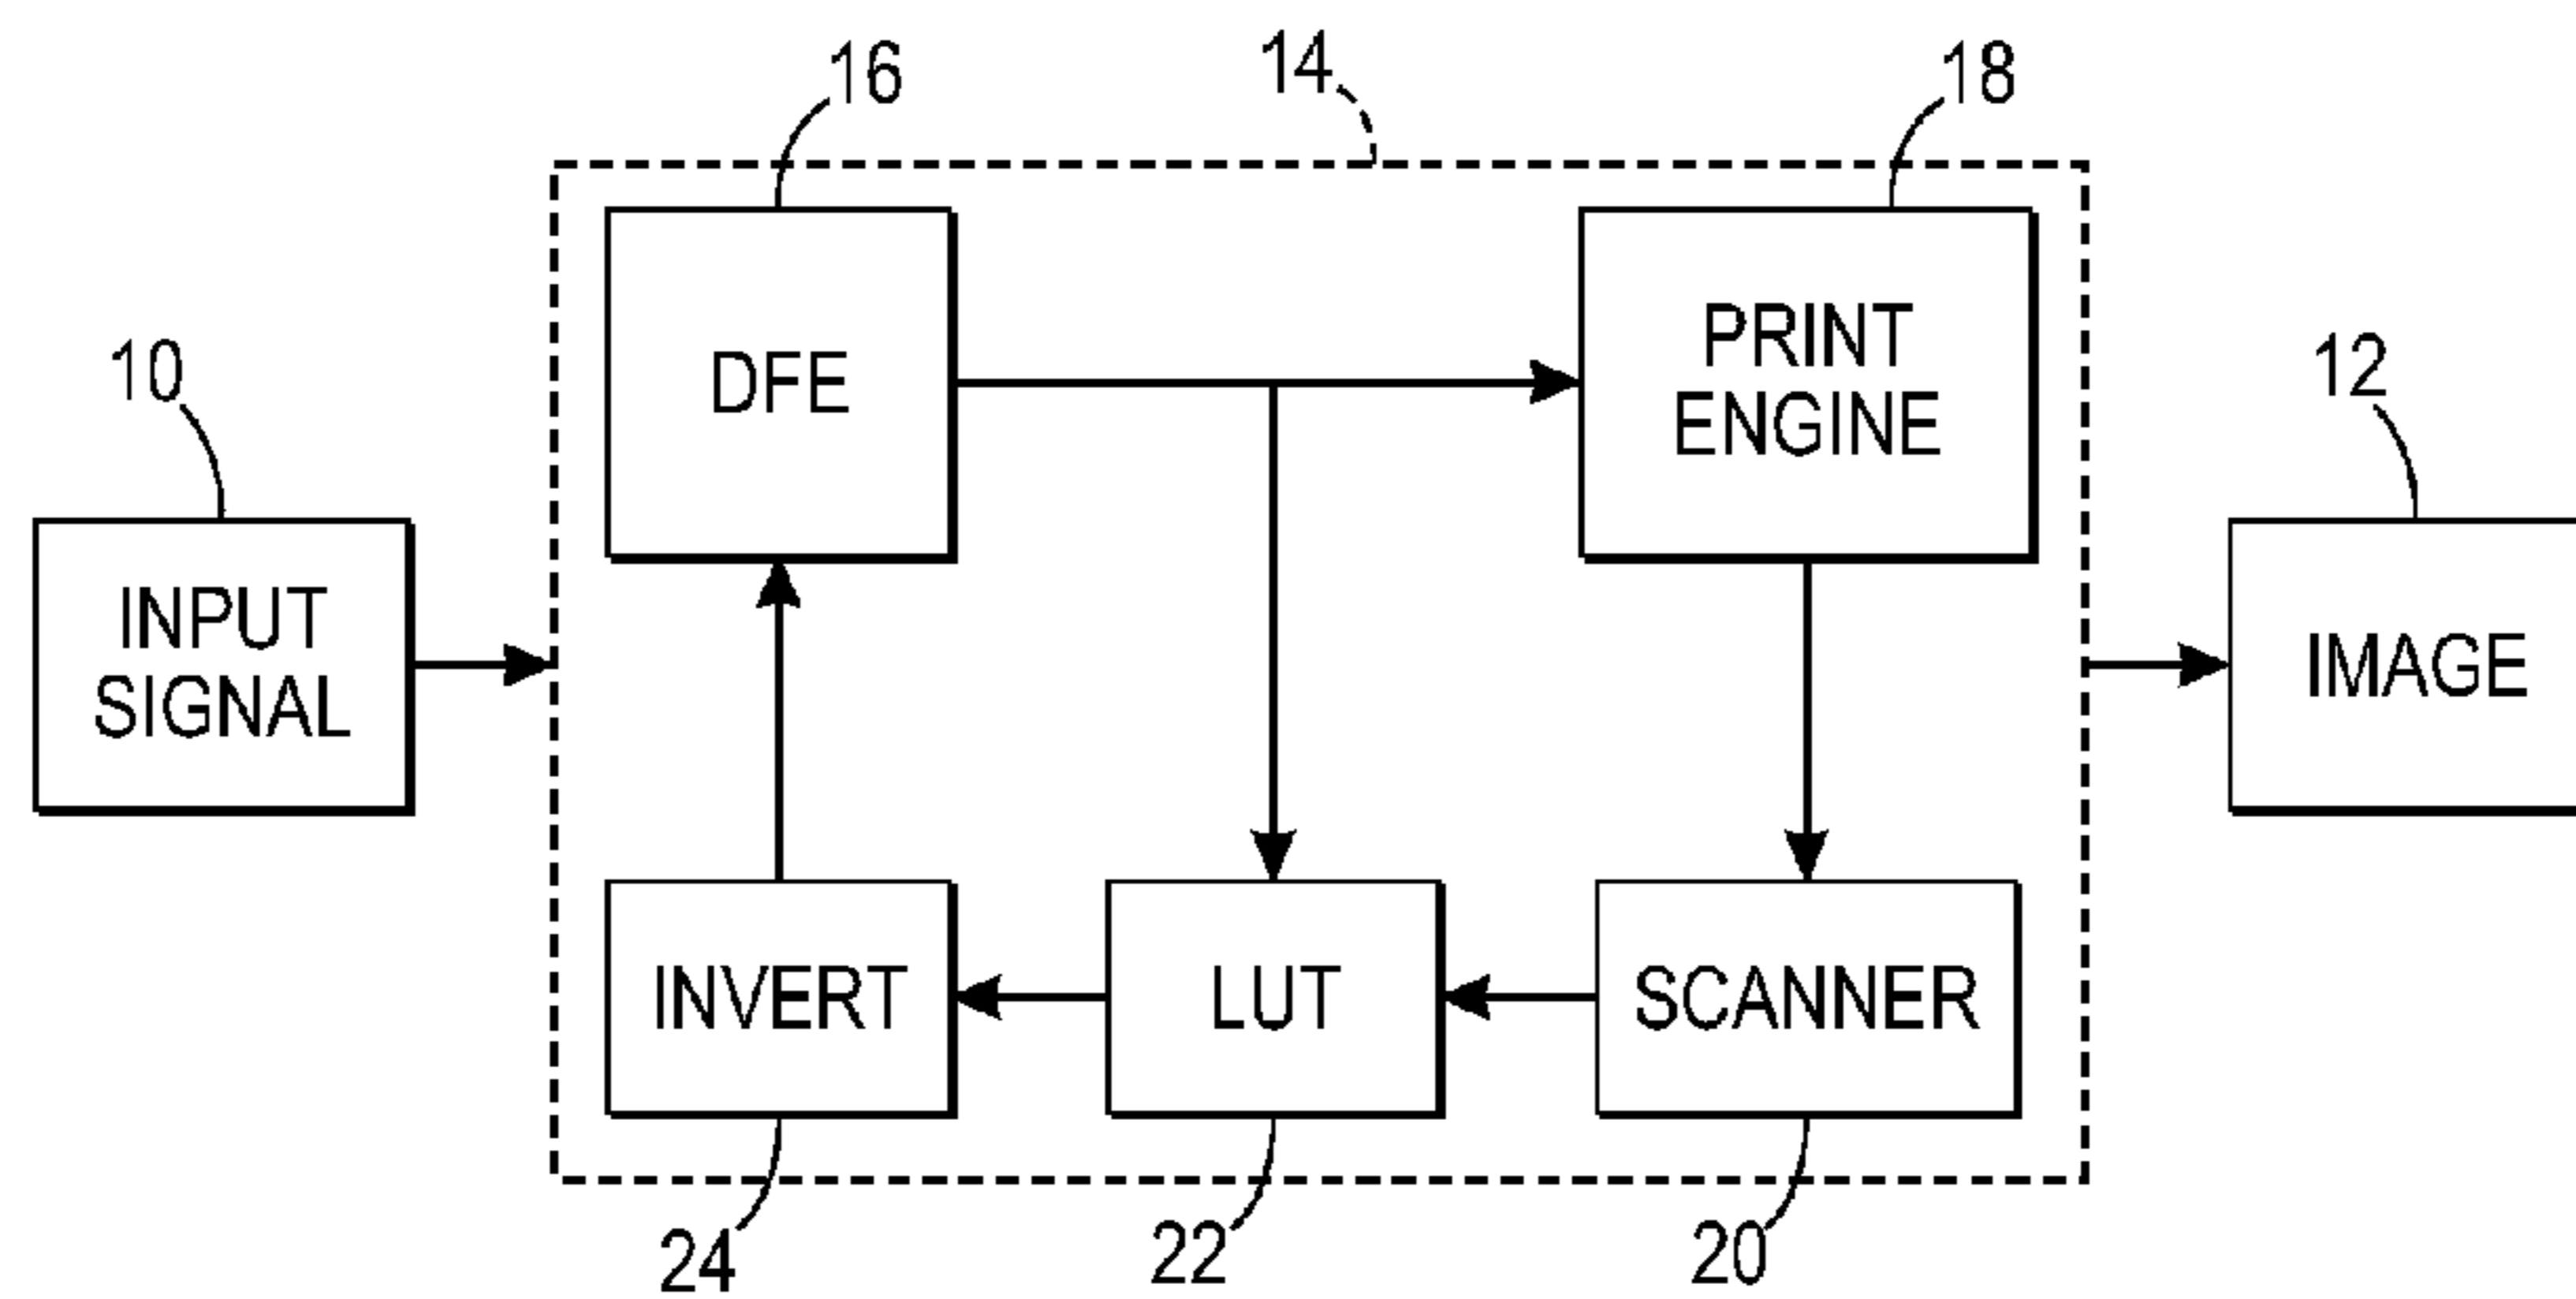 16
14
18
10
12
DFE
PRINT
ENGINE
INPUT
SIGNAL
IMAGE
INVERT
LUT
SCANNER
24
22
20